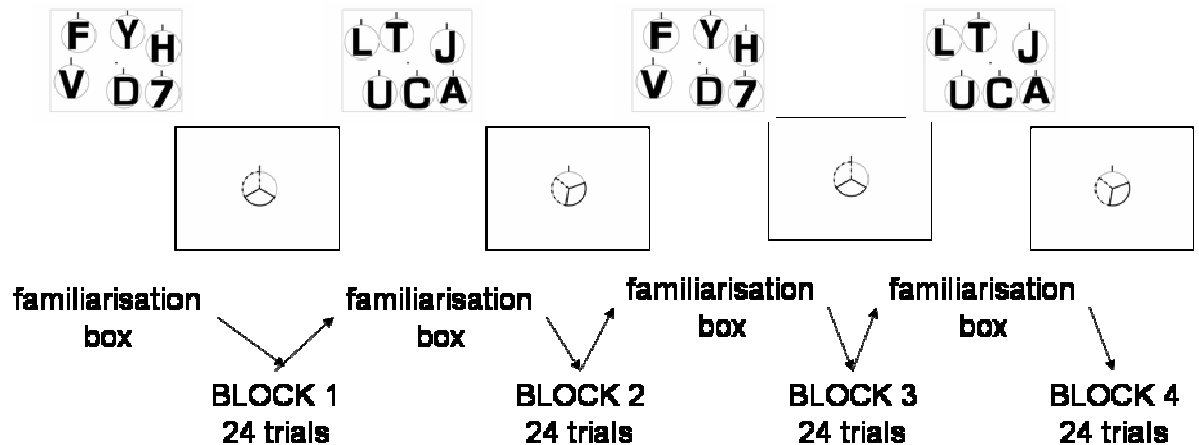 F Y H
V D 7
L T J
U C A
F Y H
V D 7
L T J
U C A
familiarisation
box
familiarisation
box
familiarisation
box
familiarisation
box
BLOCK 1
24 trials
BLOCK 2
24 trials
BLOCK 3
24 trials
BLOCK 4
24 trials